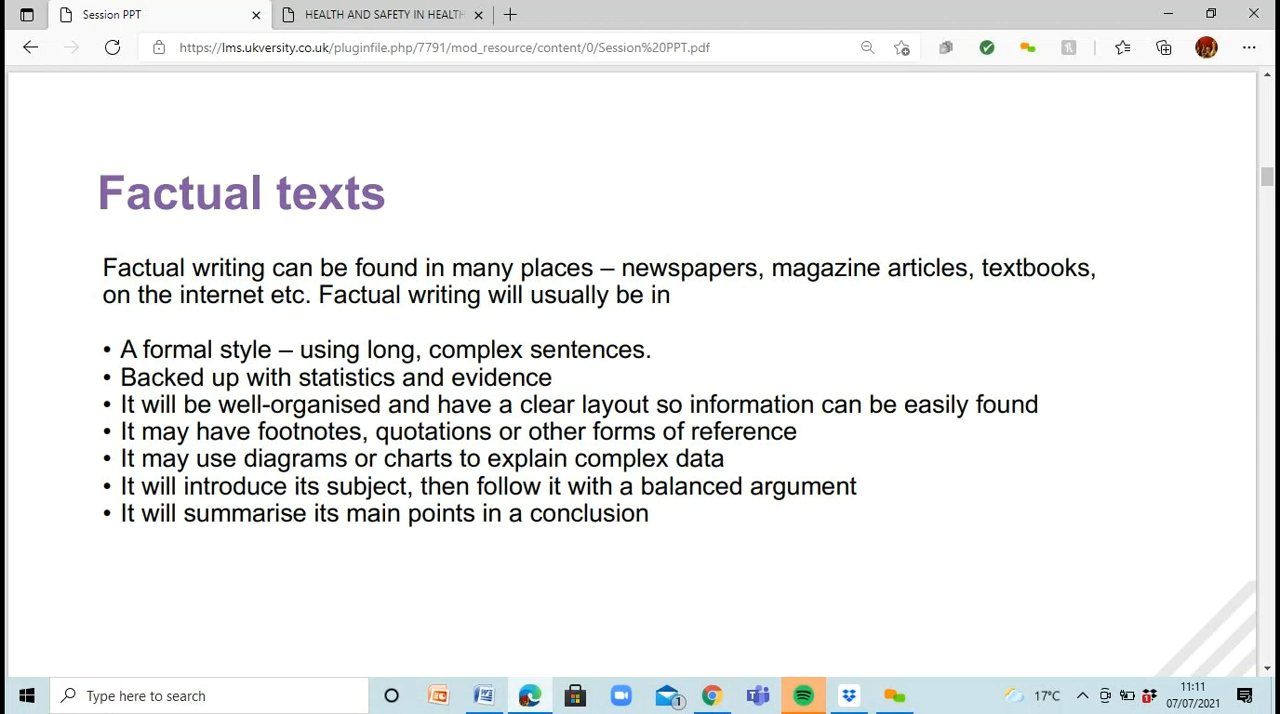 Session PPT
HEALTH AND SAFETY IN HEALTH
https://lms.ukversity.co.uk/pluginfile.php/7791/mod_resource/content/0/Session%20PPT.pdf
Factual texts
Factual writing can be found in many places – newspapers, magazine articles, textbooks,
on the internet etc. Factual writing will usually be in
• A formal style – using long, complex sentences.
• Backed up with statistics and evidence
• It will be well-organised and have a clear layout so information can be easily found
• It may have footnotes, quotations or other forms of reference
• It may use diagrams or charts to explain complex data
• It will introduce its subject, then follow it with a balanced argument
• It will summarise its main points in a conclusion
Type here to search
1
17°C
11:11
07/07/2021